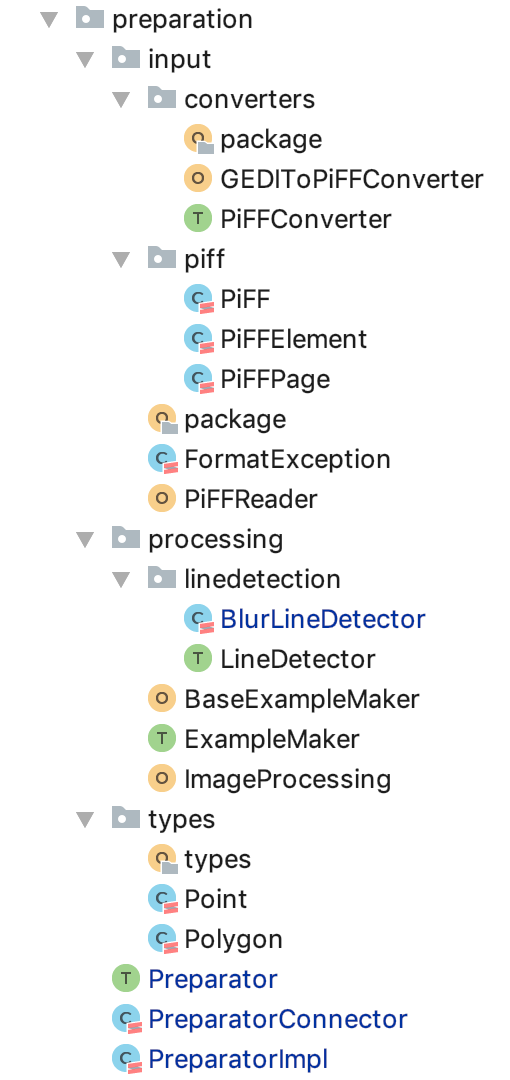 preparation
input
converters
package
GEDIToPiFFConverter
PiFFConverter
piff
PiFF
PiFFElement
PiFFPage
package
FormatException
PiFFReader
processing
linedetection
BlurLineDetector
LineDetector
BaseExampleMaker
ExampleMaker
ImageProcessing
types
types
Point
Polygon
Preparator
PreparatorConnector
PreparatorImpl